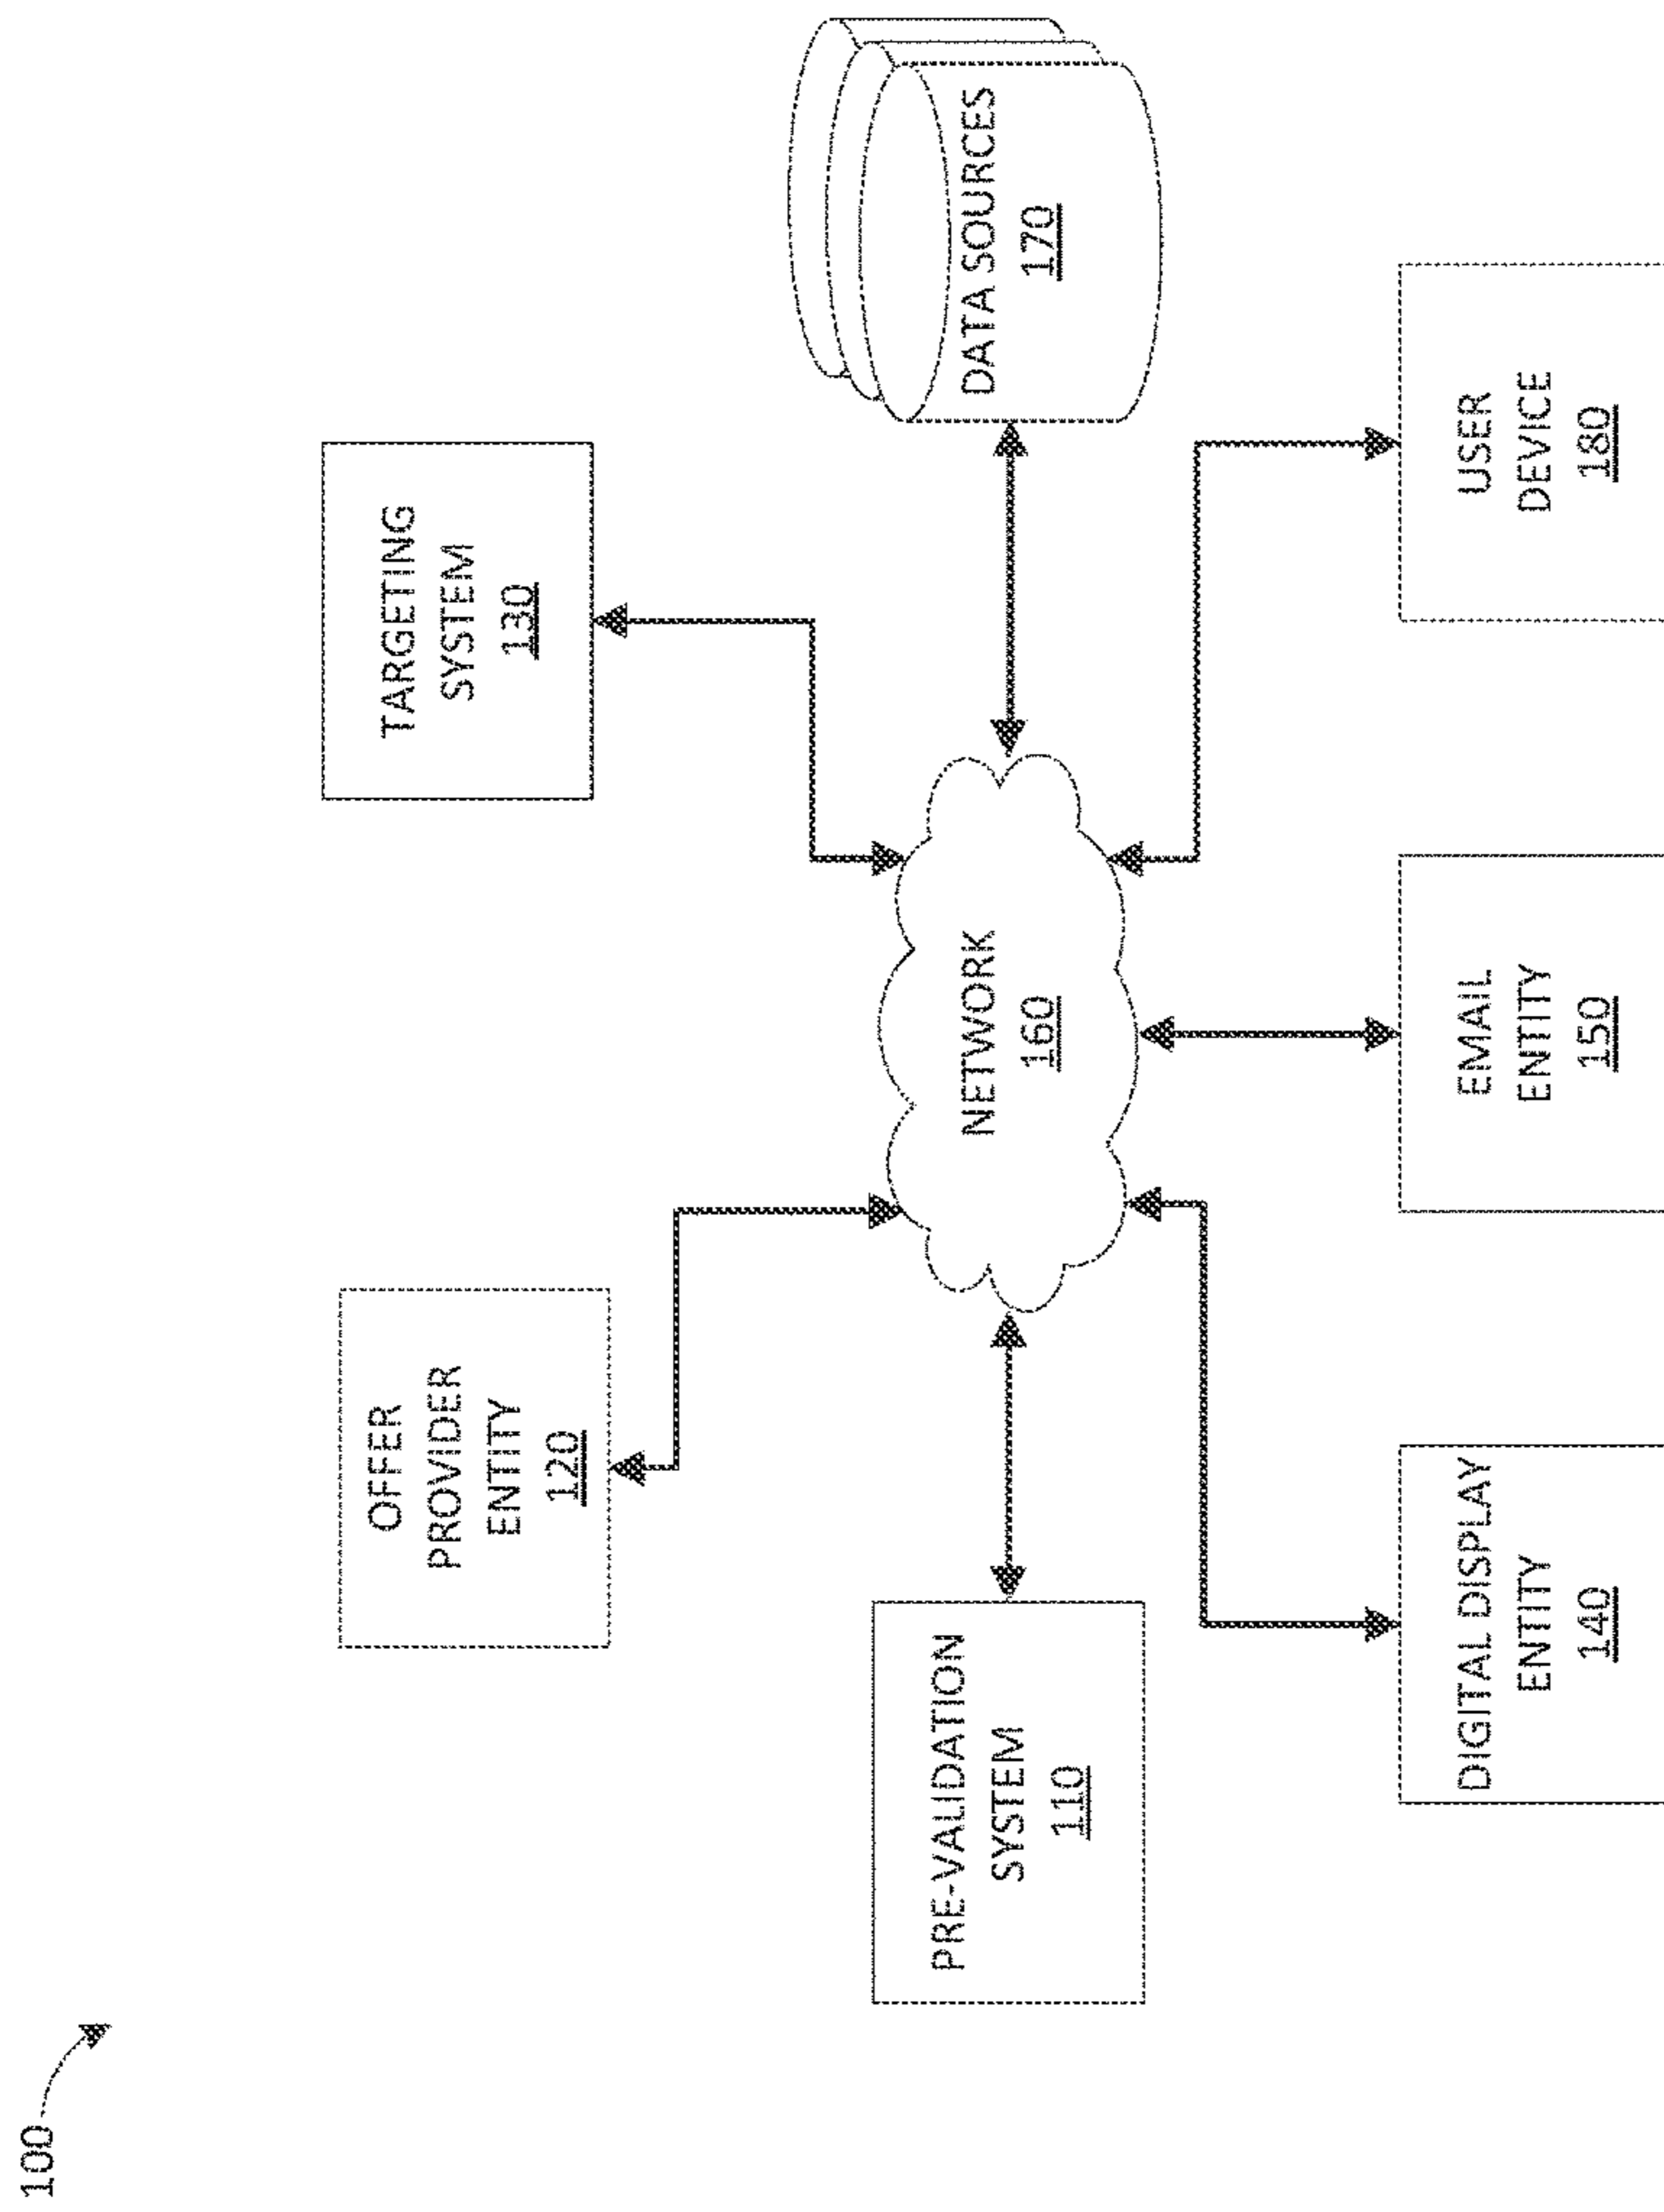 100
OFFER
PROVIDER
ENTITY
120
TARGETING
SYSTEM
130
PRE-VALIDATION
SYSTEM
110
NETWORK
160
DATA SOURCES
170
DIGITAL DISPLAY
ENTITY
140
EMAIL
ENTITY
150
USER
DEVICE
180